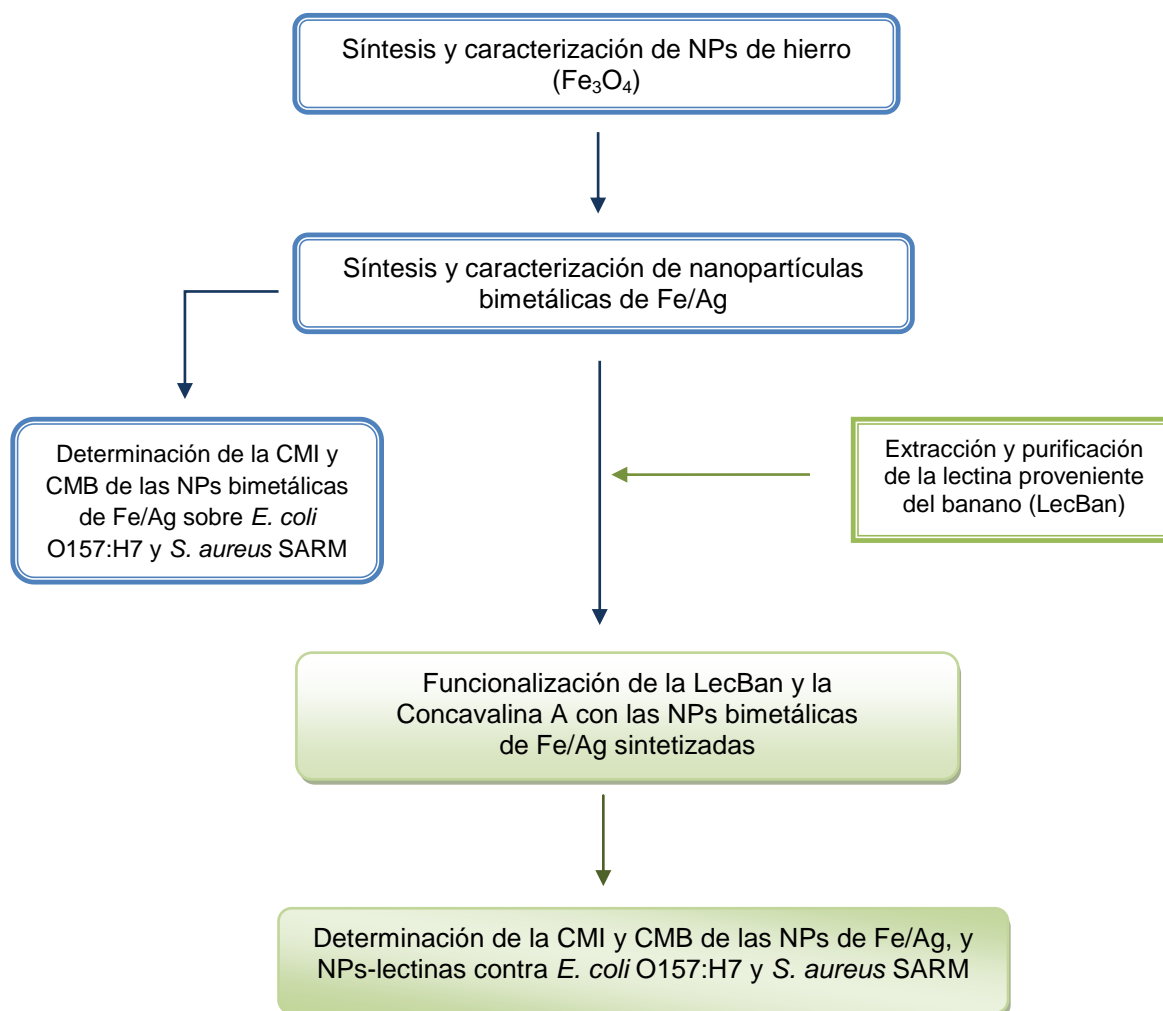 Síntesis y caracterización de NPs de hierro
(Fe₃O₄)
Síntesis y caracterización de nanopartículas
bimetálicas de Fe/Ag
Determinación de la CMI y
CMB de las NPs bimetálicas
de Fe/Ag sobre E. coli
O157:H7 y S. aureus SARM
Extracción y purificación
de la lectina proveniente
del banano (LecBan)
Funcionalización de la LecBan y la
Concavalina A con las NPs bimetálicas
de Fe/Ag sintetizadas
Determinación de la CMI y CMB de las NPs de Fe/Ag, y
NPs-lectinas contra E. coli O157:H7 y S. aureus SARM